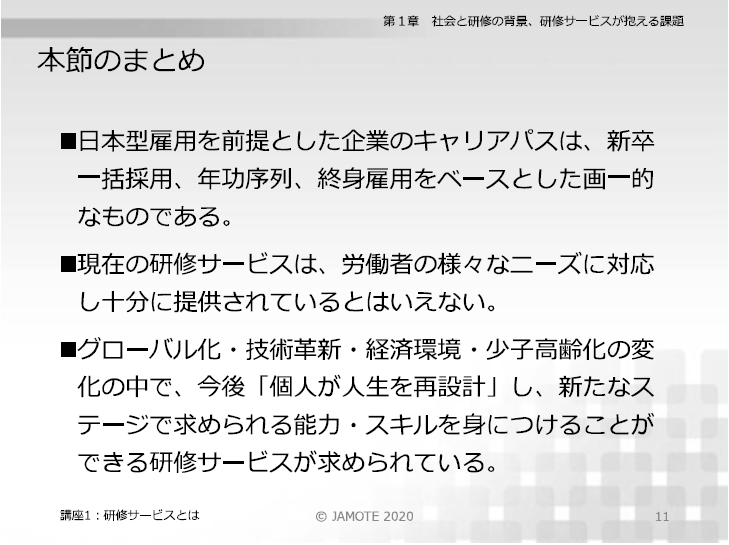 第１章　社会と研修の背景、研修サービスが抱える課題
本節のまとめ
■日本型雇用を前提とした企業のキャリアパスは、新卒
一括採用、年功序列、終身雇用をベースとした画一的
なものである。
■現在の研修サービスは、労働者の様々なニーズに対応
し十分に提供されているとはいえない。
■グローバル化・技術革新・経済環境・少子高齢化の変
化の中で、今後「個人が人生を再設計」し、新たなス
テージで求められる能力・スキルを身につけることが
できる研修サービスが求められている。
講座1：研修サービスとは
© JAMOTE 2020
11